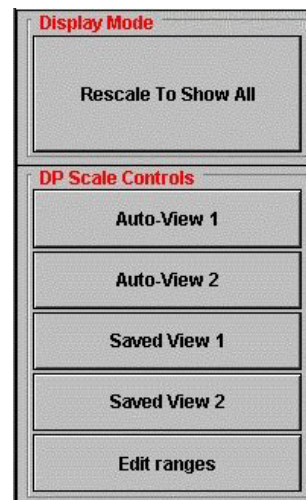 Display Mode
Rescale To Show All
DP Scale Controls
Auto-View 1
Auto-View 2
Saved View 1
Saved View 2
Edit ranges